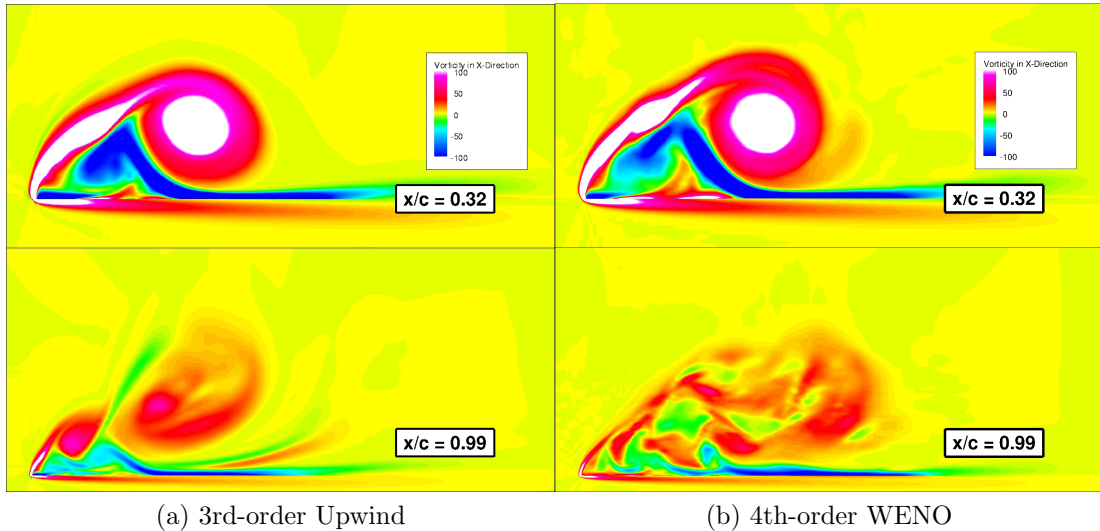 Vorticity in X-Direction
100
50
0
-50
-100
x/c = 0.32
Vorticity in X-Direction
100
50
0
-50
-100
x/c = 0.32
x/c = 0.99
x/c = 0.99
(a) 3rd-order Upwind
(b) 4th-order WENO